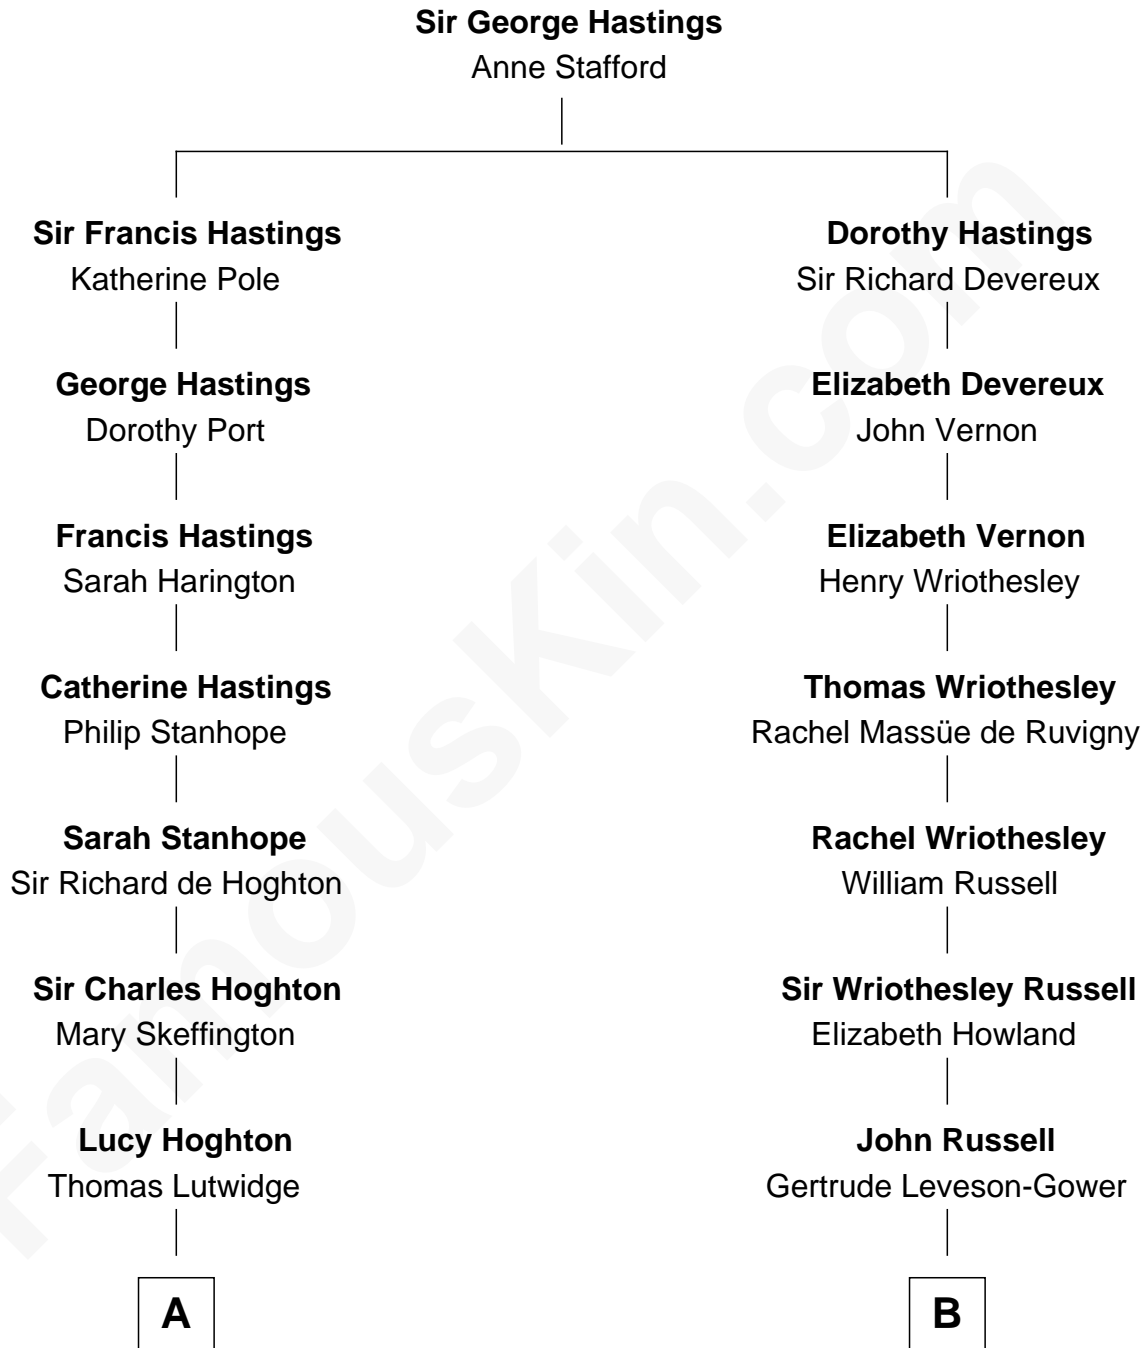 Sir George Hastings
Anne Stafford
Sir Francis Hastings
Katherine Pole
Dorothy Hastings
Sir Richard Devereux
George Hastings
Dorothy Port
Elizabeth Devereux
John Vernon
Francis Hastings
Sarah Harington
Elizabeth Vernon
Henry Wriothesley
Catherine Hastings
Philip Stanhope
Thomas Wriothesley
Rachel Massüe de Ruvigny
Sarah Stanhope
Sir Richard de Hoghton
Rachel Wriothesley
William Russell
Sir Charles Hoghton
Mary Skeffington
Sir Wriothesley Russell
Elizabeth Howland
Lucy Hoghton
Thomas Lutwidge
John Russell
Gertrude Leveson-Gower
A
B
FamousKin.com